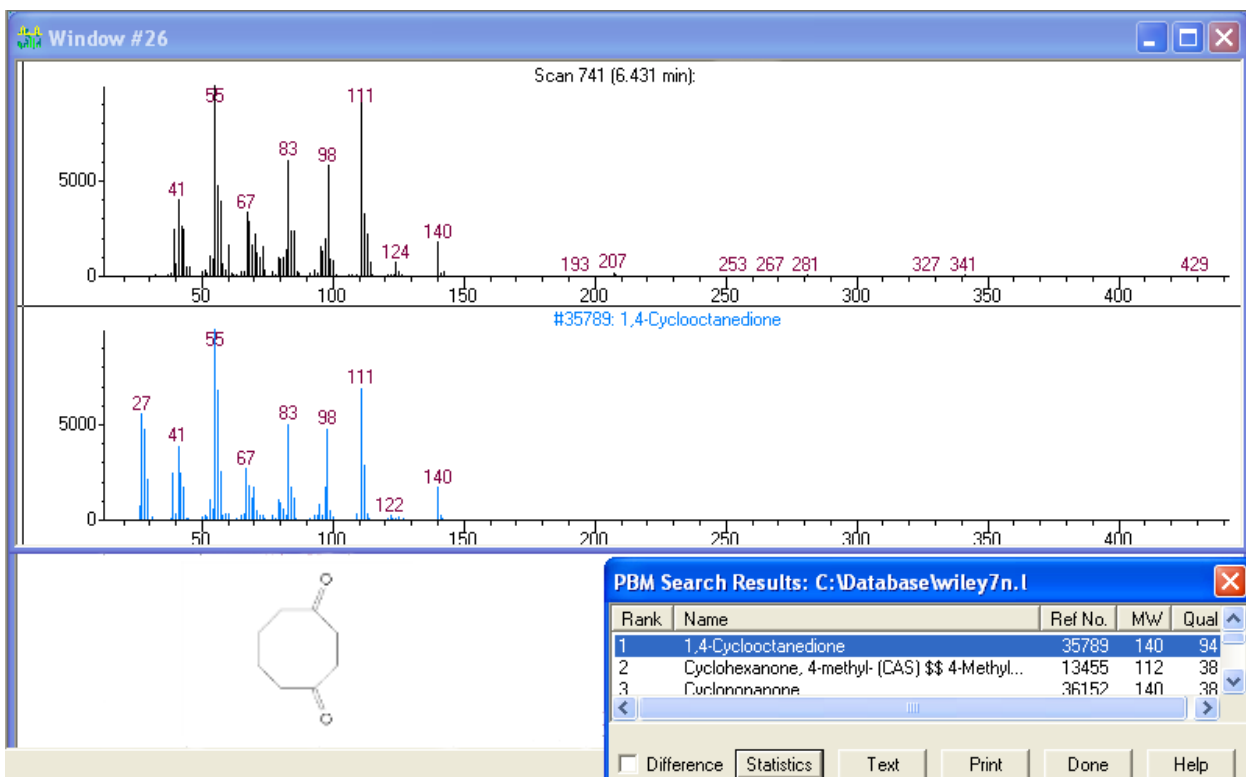 Window #26
Scan 741 (6.431 min):
55
111
83
98
5000
41
67
140
124
193 207 253 267 281 327 341 429
0
50 100 150 200 250 300 350 400
#35789: 1,4-Cyclooctanedione
55
111
27
83 98
5000
41
67
140
122
0
50 100 150 200 250 300 350 400
O
O
PBM Search Results: C:\Database\wiley7n.l
Rank Name Ref No. MW Qual
1 1,4-Cyclooctanedione 35789 140 94
2 Cyclohexanone, 4-methyl- (CAS) $$ 4-Methyl... 13455 112 38
3 Cyclononanone 36152 140 38
Difference Statistics Text Print Done Help